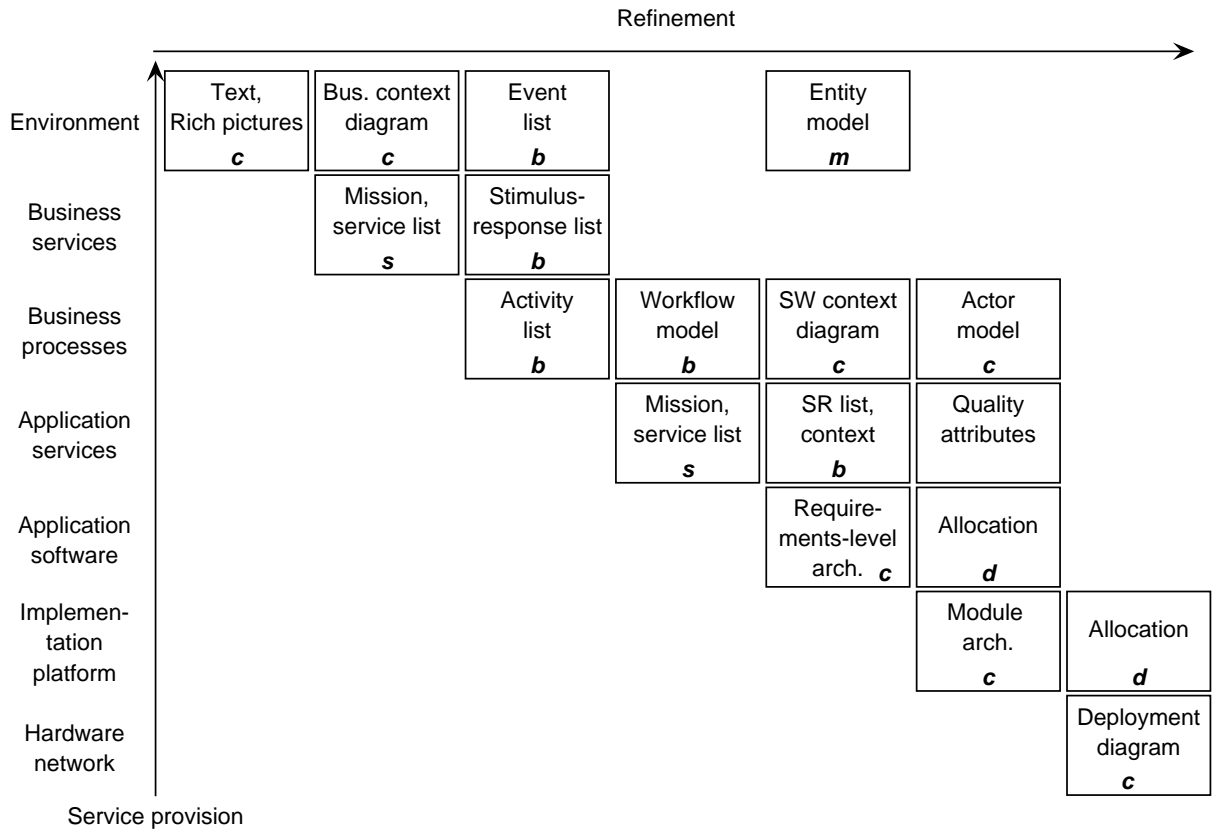 Refinement
Environment
Text,
Rich pictures
c
Bus. context
diagram
c
Event
list
b
Entity
model
m
Business
services
Mission,
service list
s
Stimulus-
response list
b
Business
processes
Activity
list
b
Workflow
model
b
SW context
diagram
c
Actor
model
c
Application
services
Mission,
service list
s
SR list,
context
b
Quality
attributes
Application
software
Require-
ments-level
arch. c
Allocation
d
Implemen-
tation
platform
Module
arch.
c
Allocation
d
Hardware
network
Deployment
diagram
c
Service provision